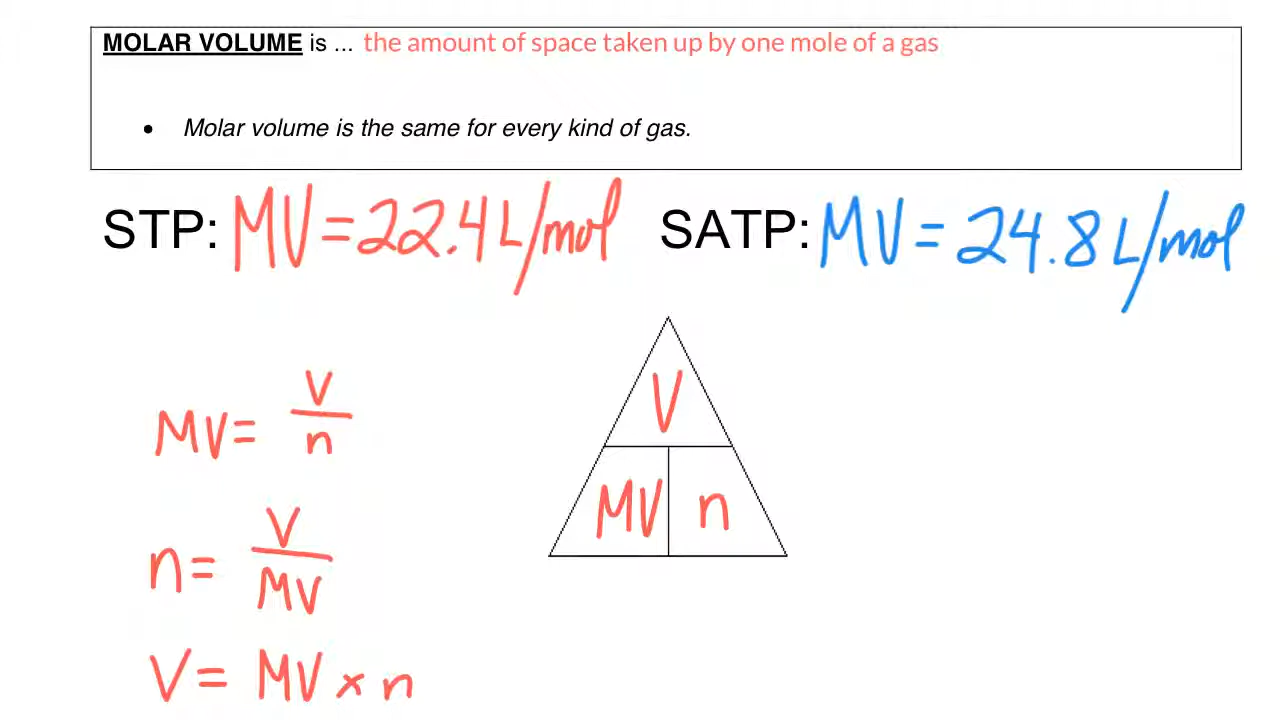 MOLAR VOLUME is ... the amount of space taken up by one mole of a gas
• Molar volume is the same for every kind of gas.
STP: MV = 22.4 L/mol SATP: MV = 24.8 L/mol
MV = V/n
n = V/MV
V = MV × n
V
MV n